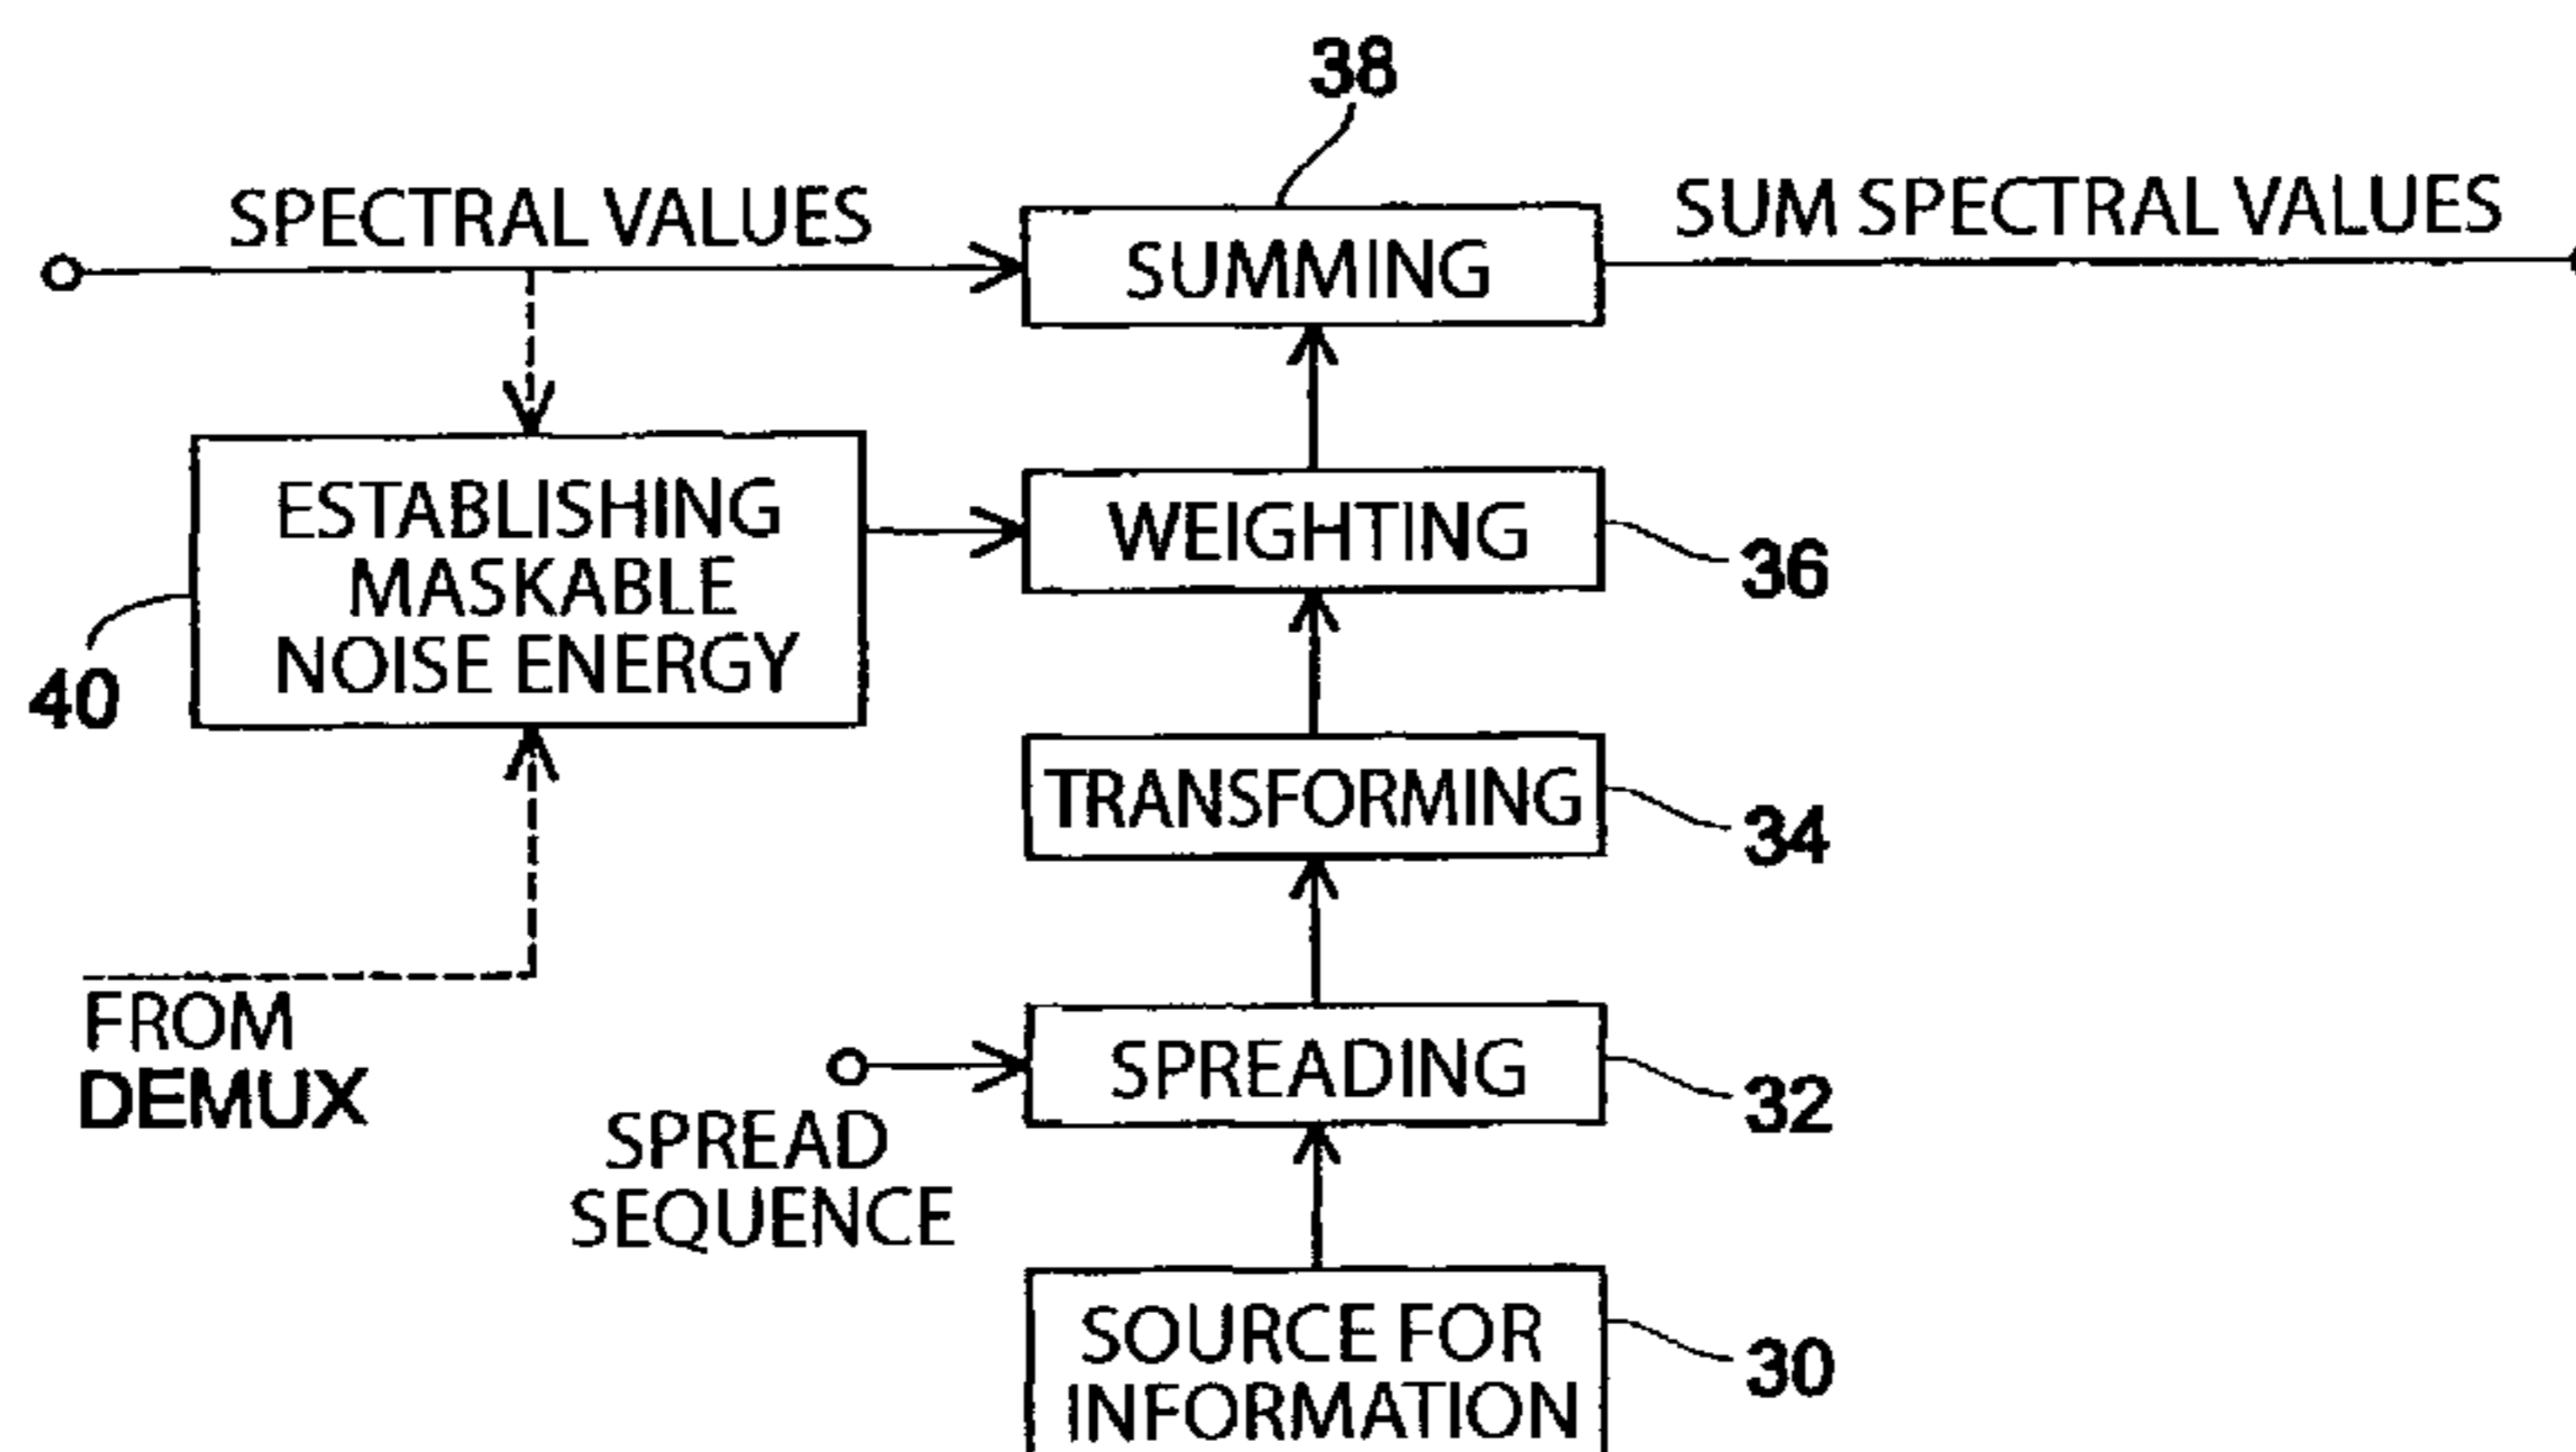 38
SPECTRAL VALUES
SUM SPECTRAL VALUES
SUMMING
ESTABLISHING
MASKABLE
NOISE ENERGY
WEIGHTING
36
40
TRANSFORMING
34
FROM
DEMUX
SPREADING
32
SPREAD
SEQUENCE
SOURCE FOR
INFORMATION
30